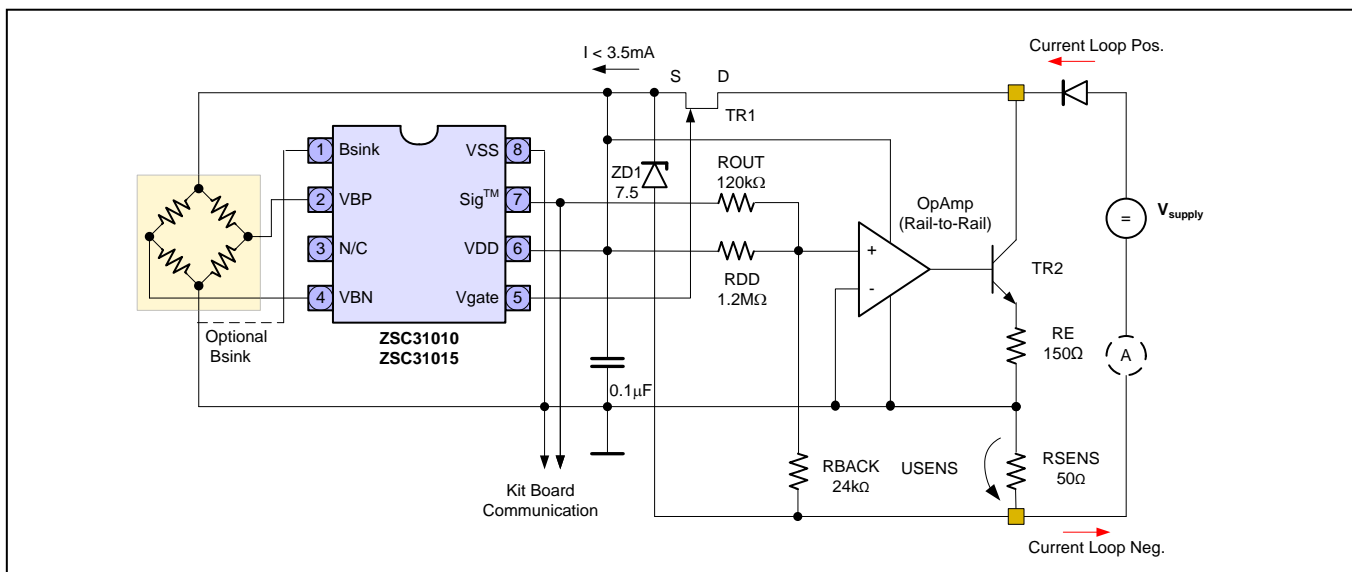 I < 3.5mA
Current Loop Pos.
S D
TR1
1 Bsink VSS 8
2 VBP Sig™ 7
3 N/C VDD 6
4 VBN Vgate 5
ZSC31010
ZSC31015
Optional
Bsink
ZD1
7.5
ROUT
120kΩ
RDD
1.2MΩ
OpAmp
(Rail-to-Rail)
+
-
TR2
=
Vsupply
RE
150Ω
A
0.1µF
Kit Board
Communication
RBACK
24kΩ
USENS
RSENS
50Ω
Current Loop Neg.